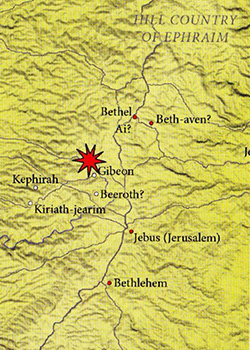 HILL COUNTRY
OF EPHRAIM
Bethel
Ai?
Beth-aven?
Gibeon
Kephirah
Beeroth?
Kiriath-jearim
Jebus (Jerusalem)
Bethlehem